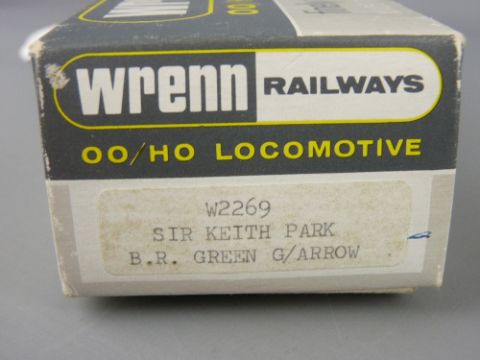 wrenn RAILWAYS
OO/HO LOCOMOTIVE
W2269
SIR KEITH PARK
B.R. GREEN G/ARROW